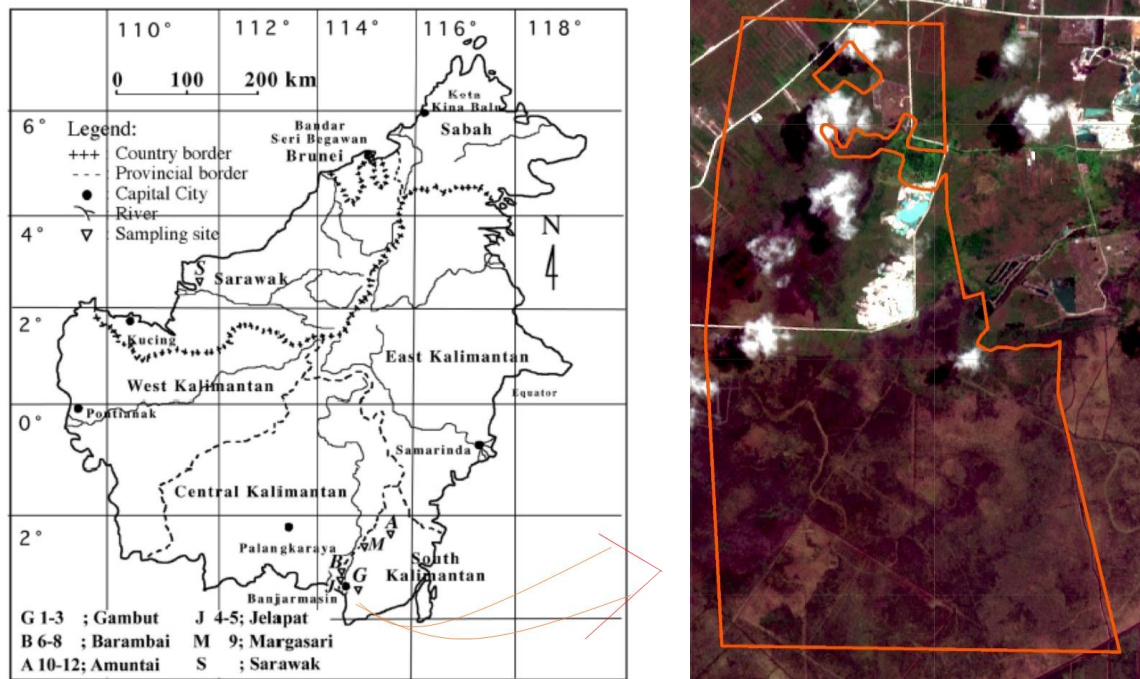 110° 112° 114° 116° 118°
0 100 200 km
Kota
Kina Balu
6°
Sabah
Bandar
Seri Begawan
Brunei
Legend:
+++ Country border
---- Provincial border
Capital City
River
Sampling site
4°
N
S
Sarawak
2°
Kucing
East Kalimantan
West Kalimantan
Equator
0°
Pontianak
Samarinda
Central Kalimantan
2°
A
Palangkaraya
M
South
Kalimantan
B
G
J
Banjarmasin
G 1-3 ; Gambut J 4-5; Jelapat
B 6-8 ; Barambai M 9; Margasari
A 10-12; Amuntai S ; Sarawak